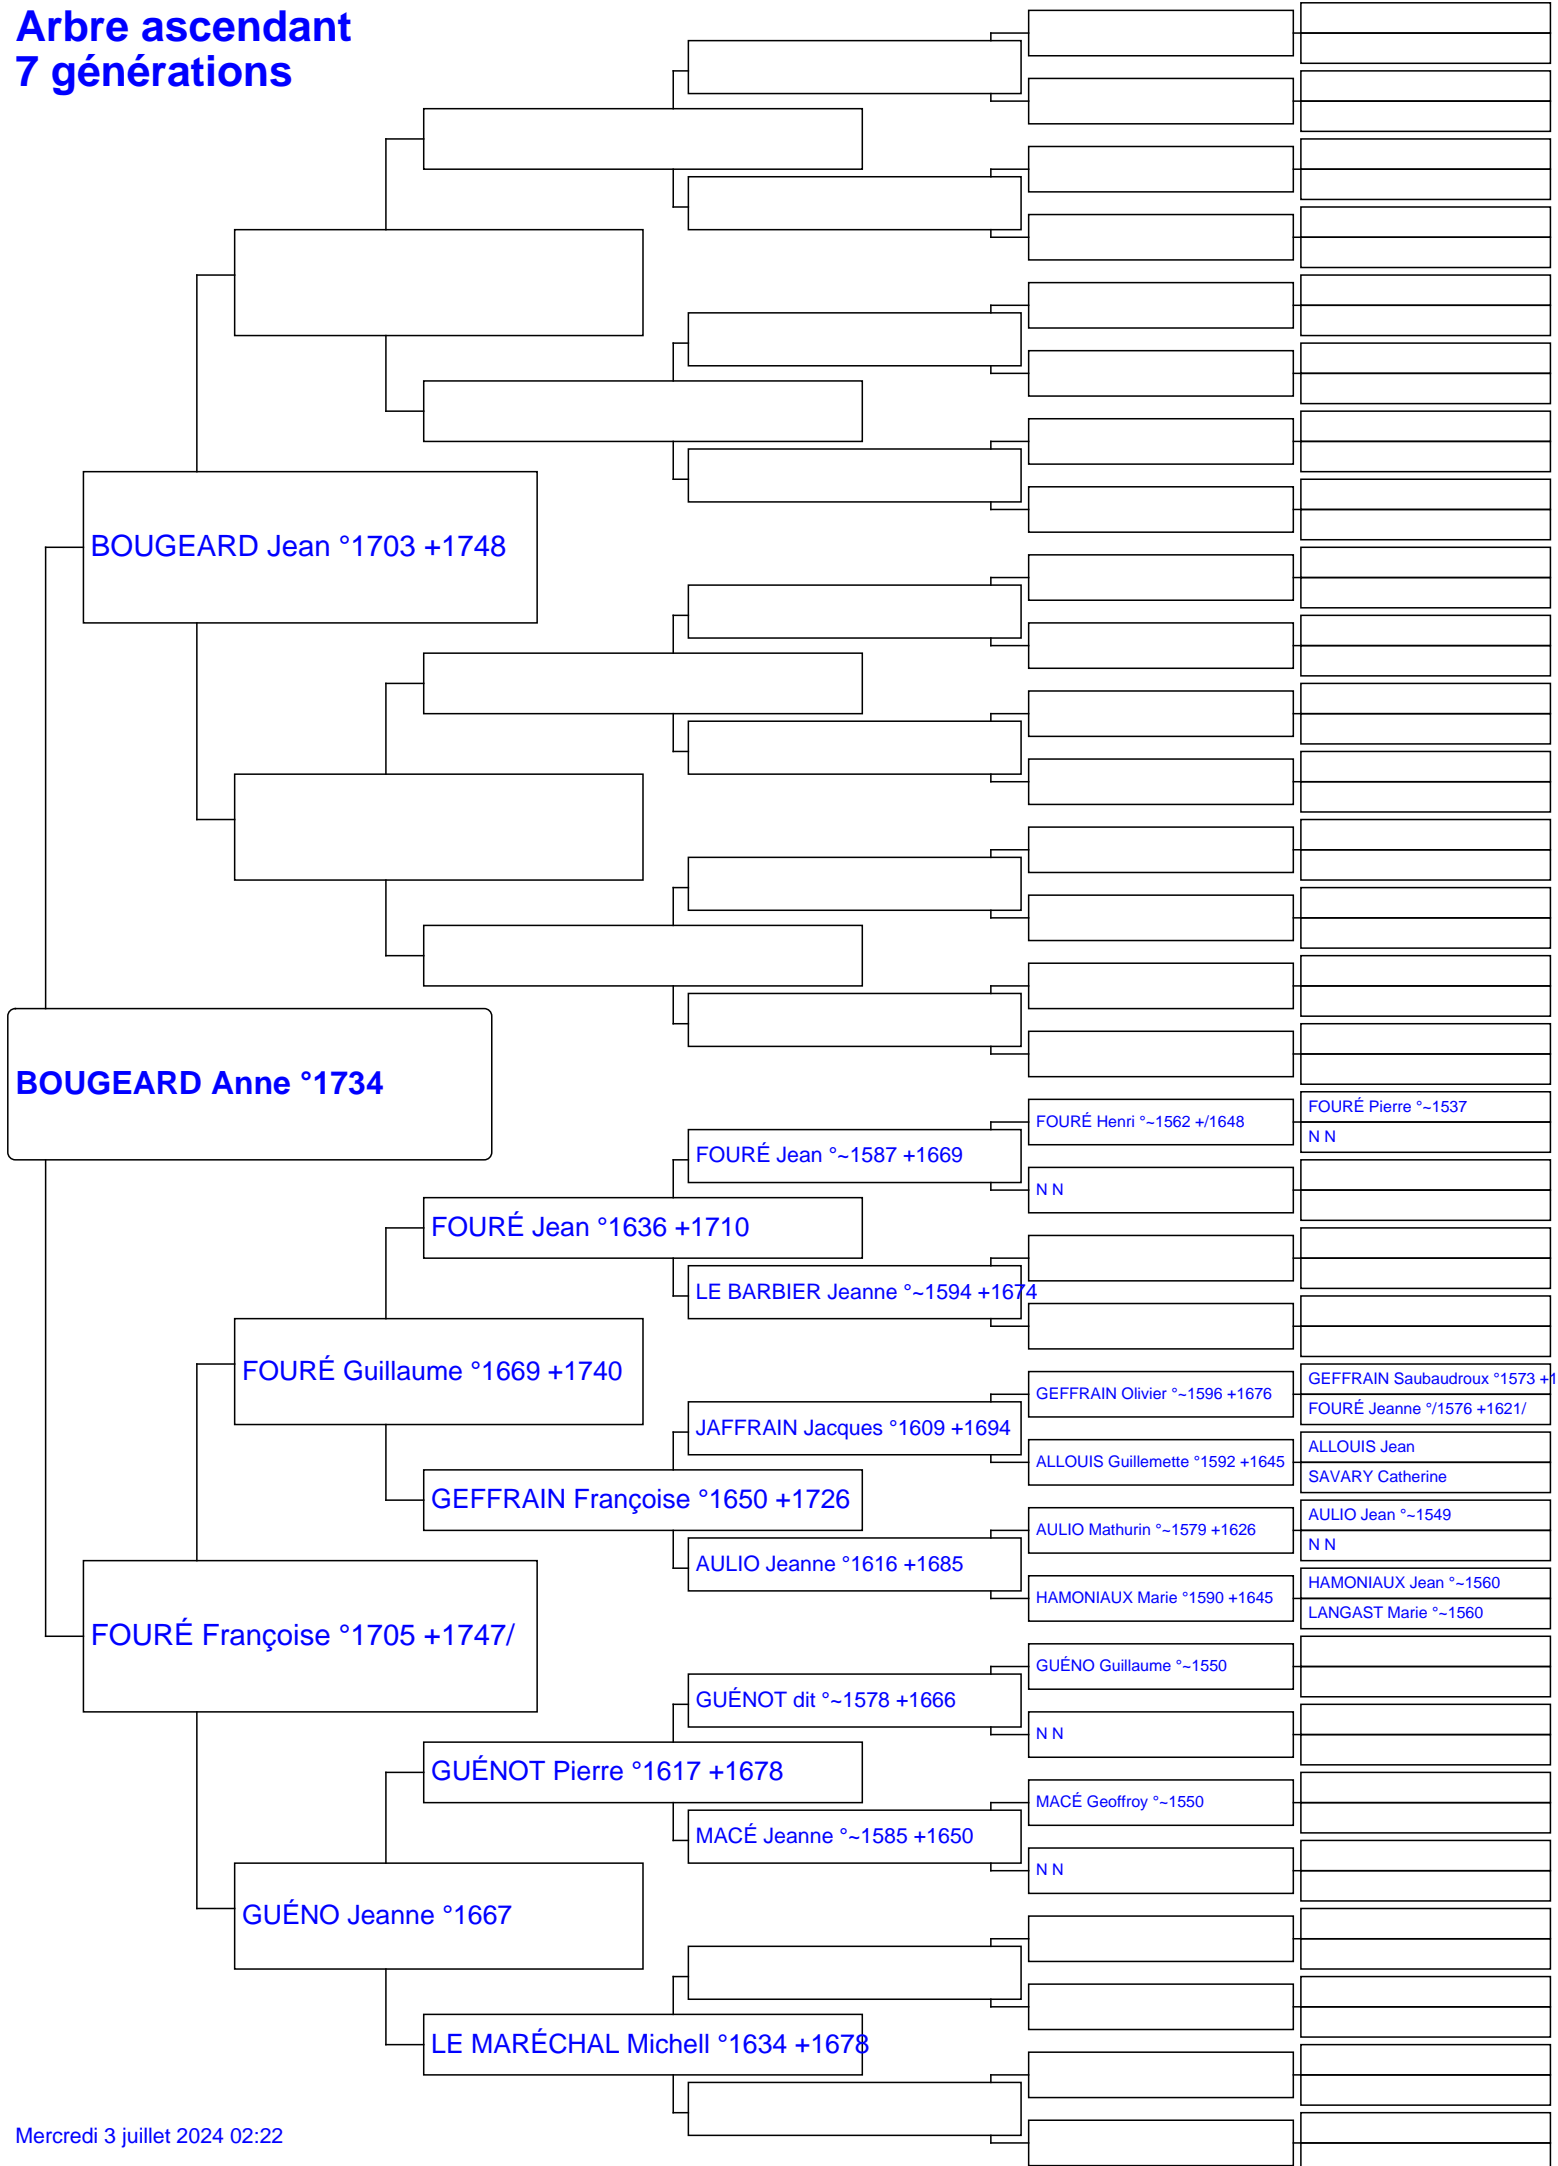 Arbre ascendant
7 générations
BOUGEARD Jean °1703 +1748
BOUGEARD Anne °1734
FOURÉ Pierre °~1537
FOURÉ Henri °~1562 +/1648
N N
FOURÉ Jean °~1587 +1669
N N
FOURÉ Jean °1636 +1710
LE BARBIER Jeanne °~1594 +1674
FOURÉ Guillaume °1669 +1740
GEFFRAIN Saubaudroux °1573 +1
GEFFRAIN Olivier °~1596 +1676
FOURÉ Jeanne °/1576 +1621/
JAFFRAIN Jacques °1609 +1694
ALLOUIS Jean
ALLOUIS Guillemette °1592 +1645
SAVARY Catherine
GEFFRAIN Françoise °1650 +1726
AULIO Jean °~1549
AULIO Mathurin °~1579 +1626
N N
AULIO Jeanne °1616 +1685
HAMONIAUX Jean °~1560
HAMONIAUX Marie °1590 +1645
LANGAST Marie °~1560
FOURÉ Françoise °1705 +1747/
GUÉNO Guillaume °~1550
GUÉNOT dit °~1578 +1666
N N
GUÉNOT Pierre °1617 +1678
MACÉ Geoffroy °~1550
MACÉ Jeanne °~1585 +1650
N N
GUÉNO Jeanne °1667
LE MARÉCHAL Michell °1634 +1678
Mercredi 3 juillet 2024 02:22